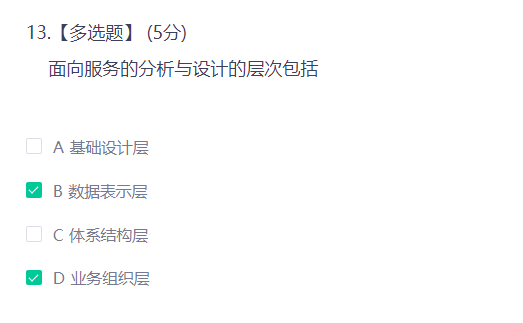 13.【多选题】 (5分)
面向服务的分析与设计的层次包括
A 基础设计层
B 数据表示层
C 体系结构层
D 业务组织层